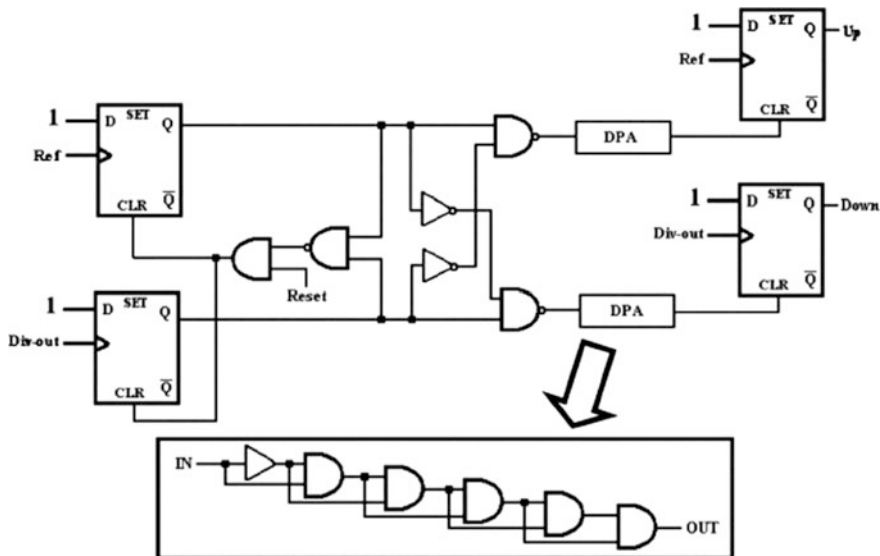 1 D SET Q Up
Ref
CLR Q
1 D SET Q
Ref
CLR Q
DPA
1 D SET Q Down
Div-out
CLR Q
Reset
1 D SET Q
Div-out
CLR Q
DPA
IN
OUT